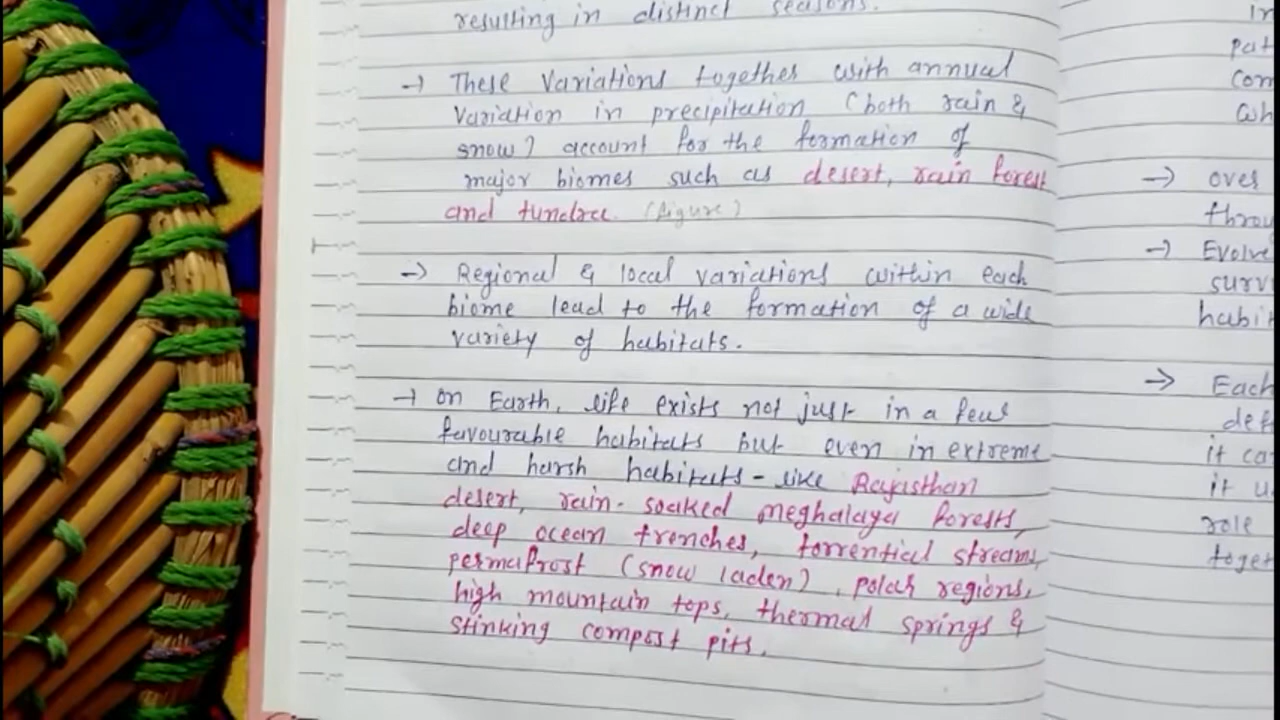 resulting in distinct seasons.
→ These variations together with annual
variation in precipitation (both rain &
snow) account for the formation of
major biomes such as desert, rain forest
and tundra. (figure)
→ Regional & local variations within each
biome lead to the formation of a wide
variety of habitats.
→ On Earth, life exists not just in a few
favourable habitats but even in extreme
and harsh habitats - like Rajasthan
desert, rain-soaked meghalaya forests,
deep ocean trenches, torrential streams,
permafrost (snow laden), polar regions,
high mountain tops, thermal springs &
stinking compost pits.
in
pat
com
wh
→ over
throu
→ Evolve
surv
habit
→ Each
def
it ca
it u
role
toget